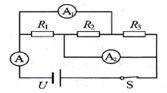 A₁
R₁ R₂ R₃
A A₂
U S